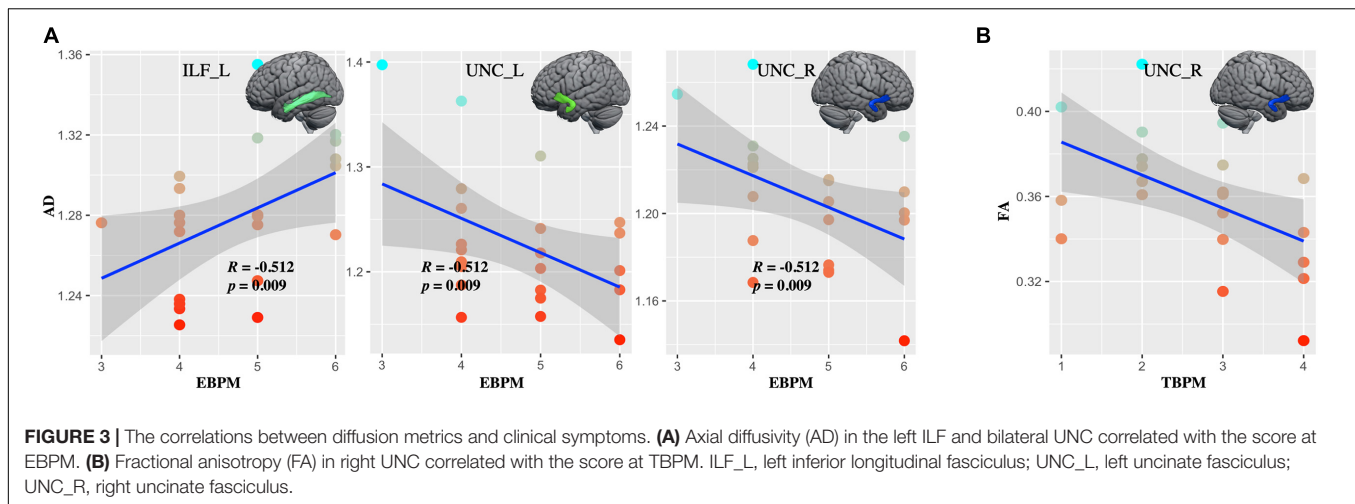 A
B
ILF_L
UNC_L
UNC_R
UNC_R
1.36
1.32
1.28
1.24
AD
R = -0.512
p = 0.009
3
4
5
6
EBPM
1.4
1.3
1.2
R = -0.512
p = 0.009
3
4
5
6
EBPM
1.24
1.20
1.16
R = -0.512
p = 0.009
3
4
5
6
EBPM
0.40
0.36
0.32
FA
1
2
3
4
TBPM
FIGURE 3 | The correlations between diffusion metrics and clinical symptoms. (A) Axial diffusivity (AD) in the left ILF and bilateral UNC correlated with the score at
EBPM. (B) Fractional anisotropy (FA) in right UNC correlated with the score at TBPM. ILF_L, left inferior longitudinal fasciculus; UNC_L, left uncinate fasciculus;
UNC_R, right uncinate fasciculus.